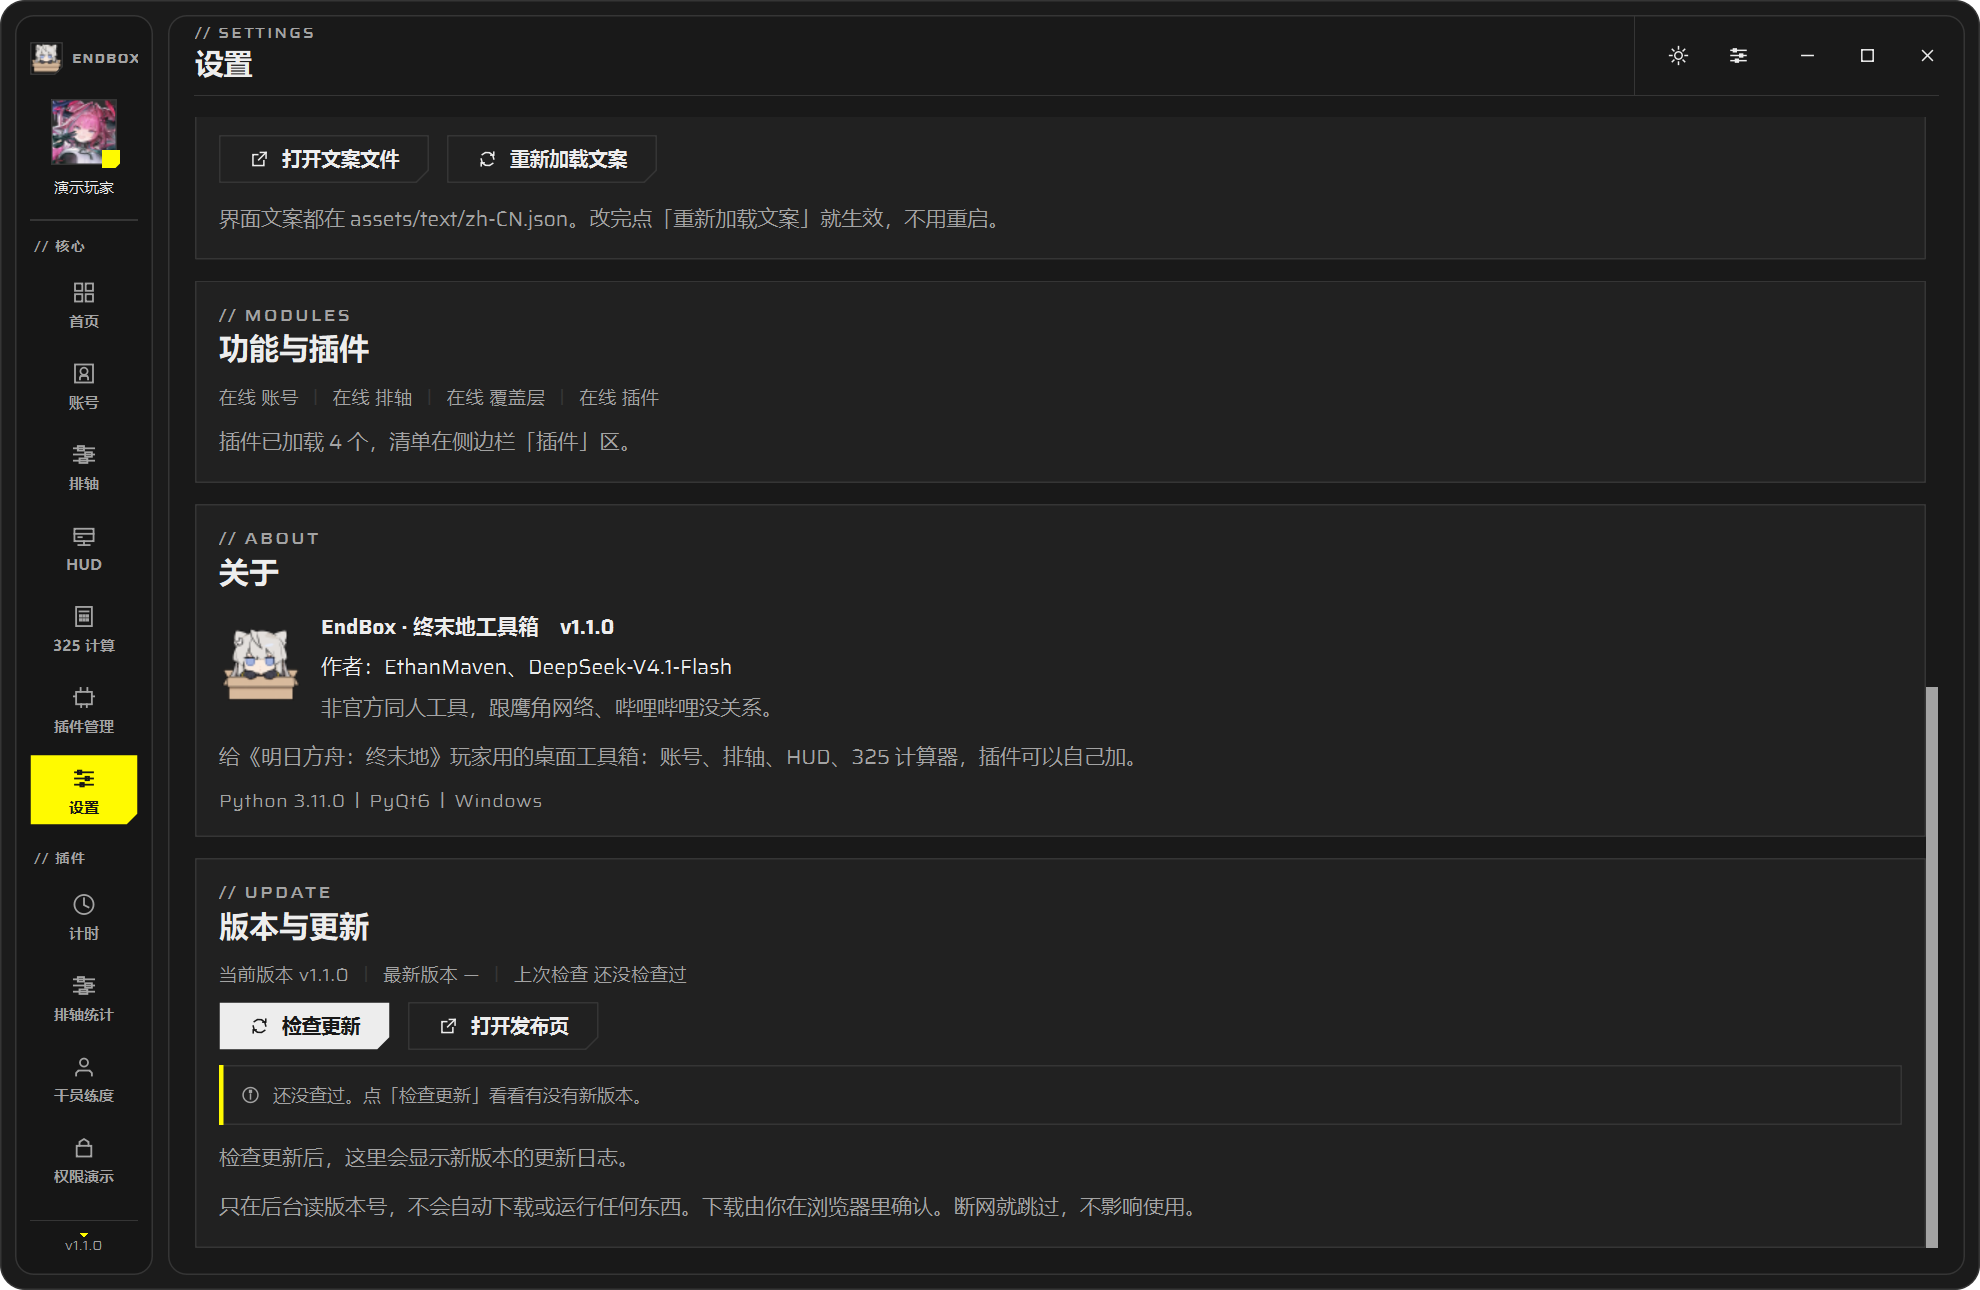 ENDBOX
演示玩家
// 核心
首页
账号
排轴
HUD
325 计算
插件管理
设置
// 插件
计时
排轴统计
干员练度
权限演示
v1.1.0
// SETTINGS
设置
打开文案文件
重新加载文案
界面文案都在 assets/text/zh-CN.json。改完点「重新加载文案」就生效，不用重启。
// MODULES
功能与插件
在线 账号 | 在线 排轴 | 在线 覆盖层 | 在线 插件
插件已加载 4 个，清单在侧边栏「插件」区。
// ABOUT
关于
EndBox · 终末地工具箱 v1.1.0
作者：EthanMaven、DeepSeek-V4.1-Flash
非官方同人工具，跟鹰角网络、哔哩哔哩没关系。
给《明日方舟：终末地》玩家用的桌面工具箱：账号、排轴、HUD、325 计算器，插件可以自己加。
Python 3.11.0 | PyQt6 | Windows
// UPDATE
版本与更新
当前版本 v1.1.0 | 最新版本 — | 上次检查 还没检查过
检查更新
打开发布页
还没查过。点「检查更新」看看有没有新版本。
检查更新后，这里会显示新版本的更新日志。
只在后台读版本号，不会自动下载或运行任何东西。下载由你在浏览器里确认。断网就跳过，不影响使用。